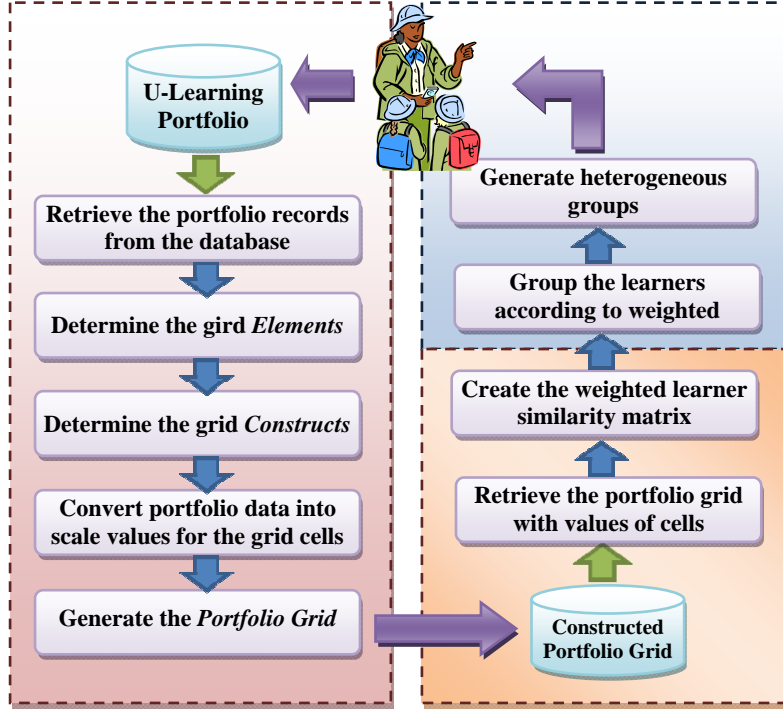 U-Learning
Portfolio
Retrieve the portfolio records
from the database
Determine the gird Elements
Determine the grid Constructs
Convert portfolio data into
scale values for the grid cells
Generate the Portfolio Grid
Constructed
Portfolio Grid
Retrieve the portfolio grid
with values of cells
Create the weighted learner
similarity matrix
Group the learners
according to weighted
Generate heterogeneous
groups